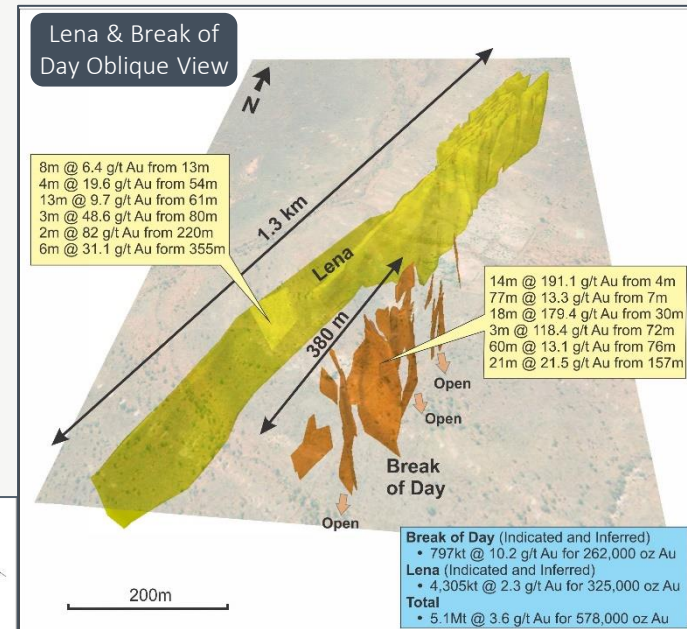 Lena & Break of
Day Oblique View
N
8m @ 6.4 g/t Au from 13m
4m @ 19.6 g/t Au from 54m
13m @ 9.7 g/t Au from 61m
3m @ 48.6 g/t Au from 80m
2m @ 82 g/t Au from 220m
6m @ 31.1 g/t Au form 355m
1.3 km
Lena
380 m
14m @ 191.1 g/t Au from 4m
77m @ 13.3 g/t Au from 7m
18m @ 179.4 g/t Au from 30m
3m @ 118.4 g/t Au from 72m
60m @ 13.1 g/t Au from 76m
21m @ 21.5 g/t Au from 157m
Open
Open
Break
of Day
Open
200m
Break of Day (Indicated and Inferred)
• 797kt @ 10.2 g/t Au for 262,000 oz Au
Lena (Indicated and Inferred)
• 4,305kt @ 2.3 g/t Au for 325,000 oz Au
Total
• 5.1Mt @ 3.6 g/t Au for 578,000 oz Au